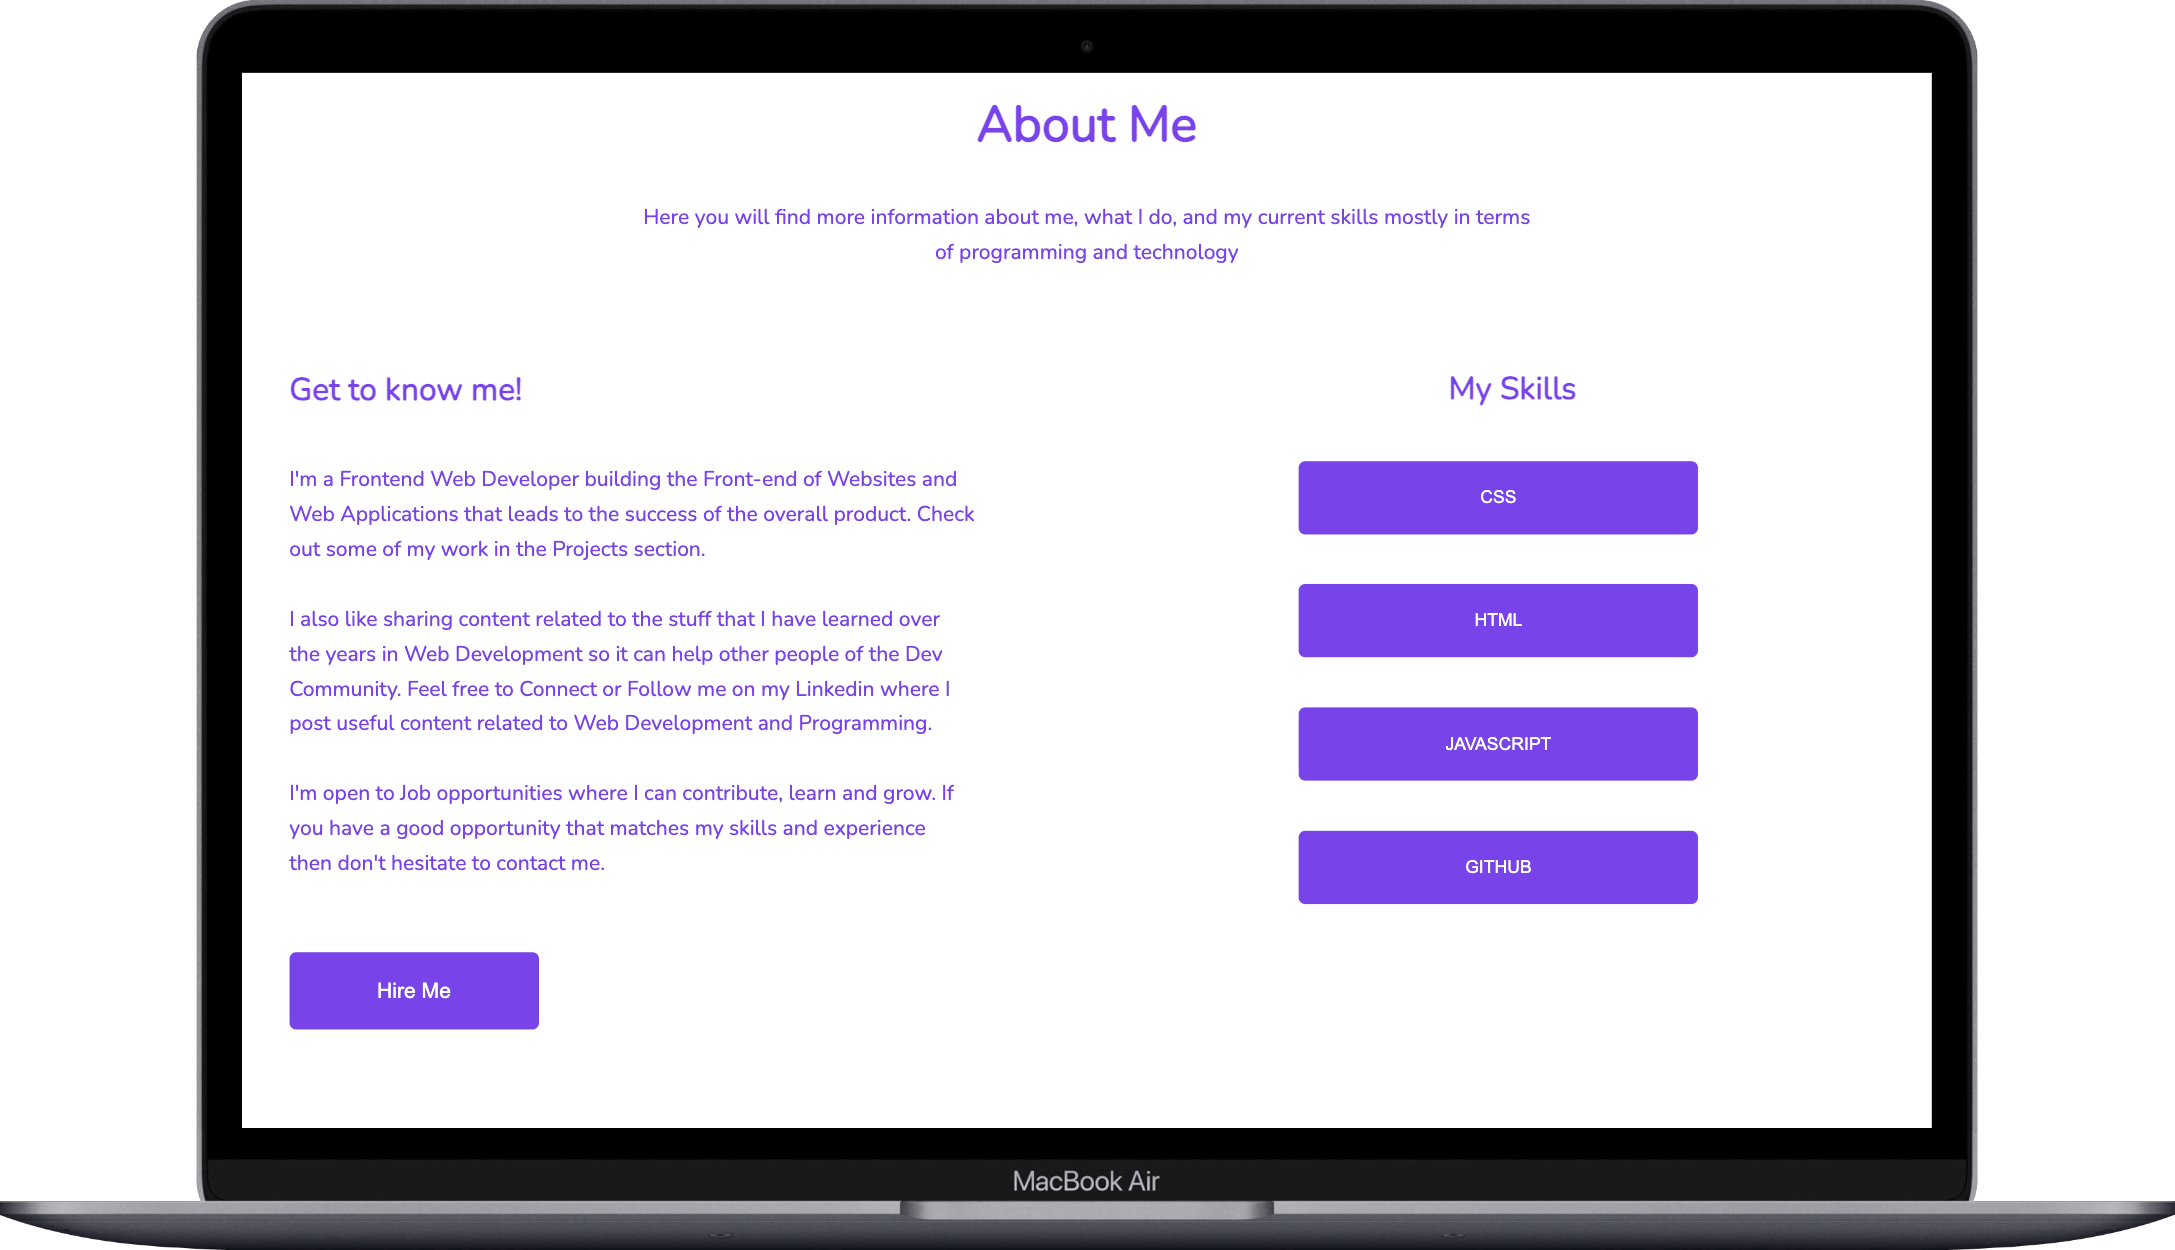 About Me
Here you will find more information about me, what I do, and my current skills mostly in terms
of programming and technology
Get to know me!
I'm a Frontend Web Developer building the Front-end of Websites and
Web Applications that leads to the success of the overall product. Check
out some of my work in the Projects section.
I also like sharing content related to the stuff that I have learned over
the years in Web Development so it can help other people of the Dev
Community. Feel free to Connect or Follow me on my Linkedin where I
post useful content related to Web Development and Programming.
I'm open to Job opportunities where I can contribute, learn and grow. If
you have a good opportunity that matches my skills and experience
then don't hesitate to contact me.
Hire Me
My Skills
CSS
HTML
JAVASCRIPT
GITHUB
MacBook Air